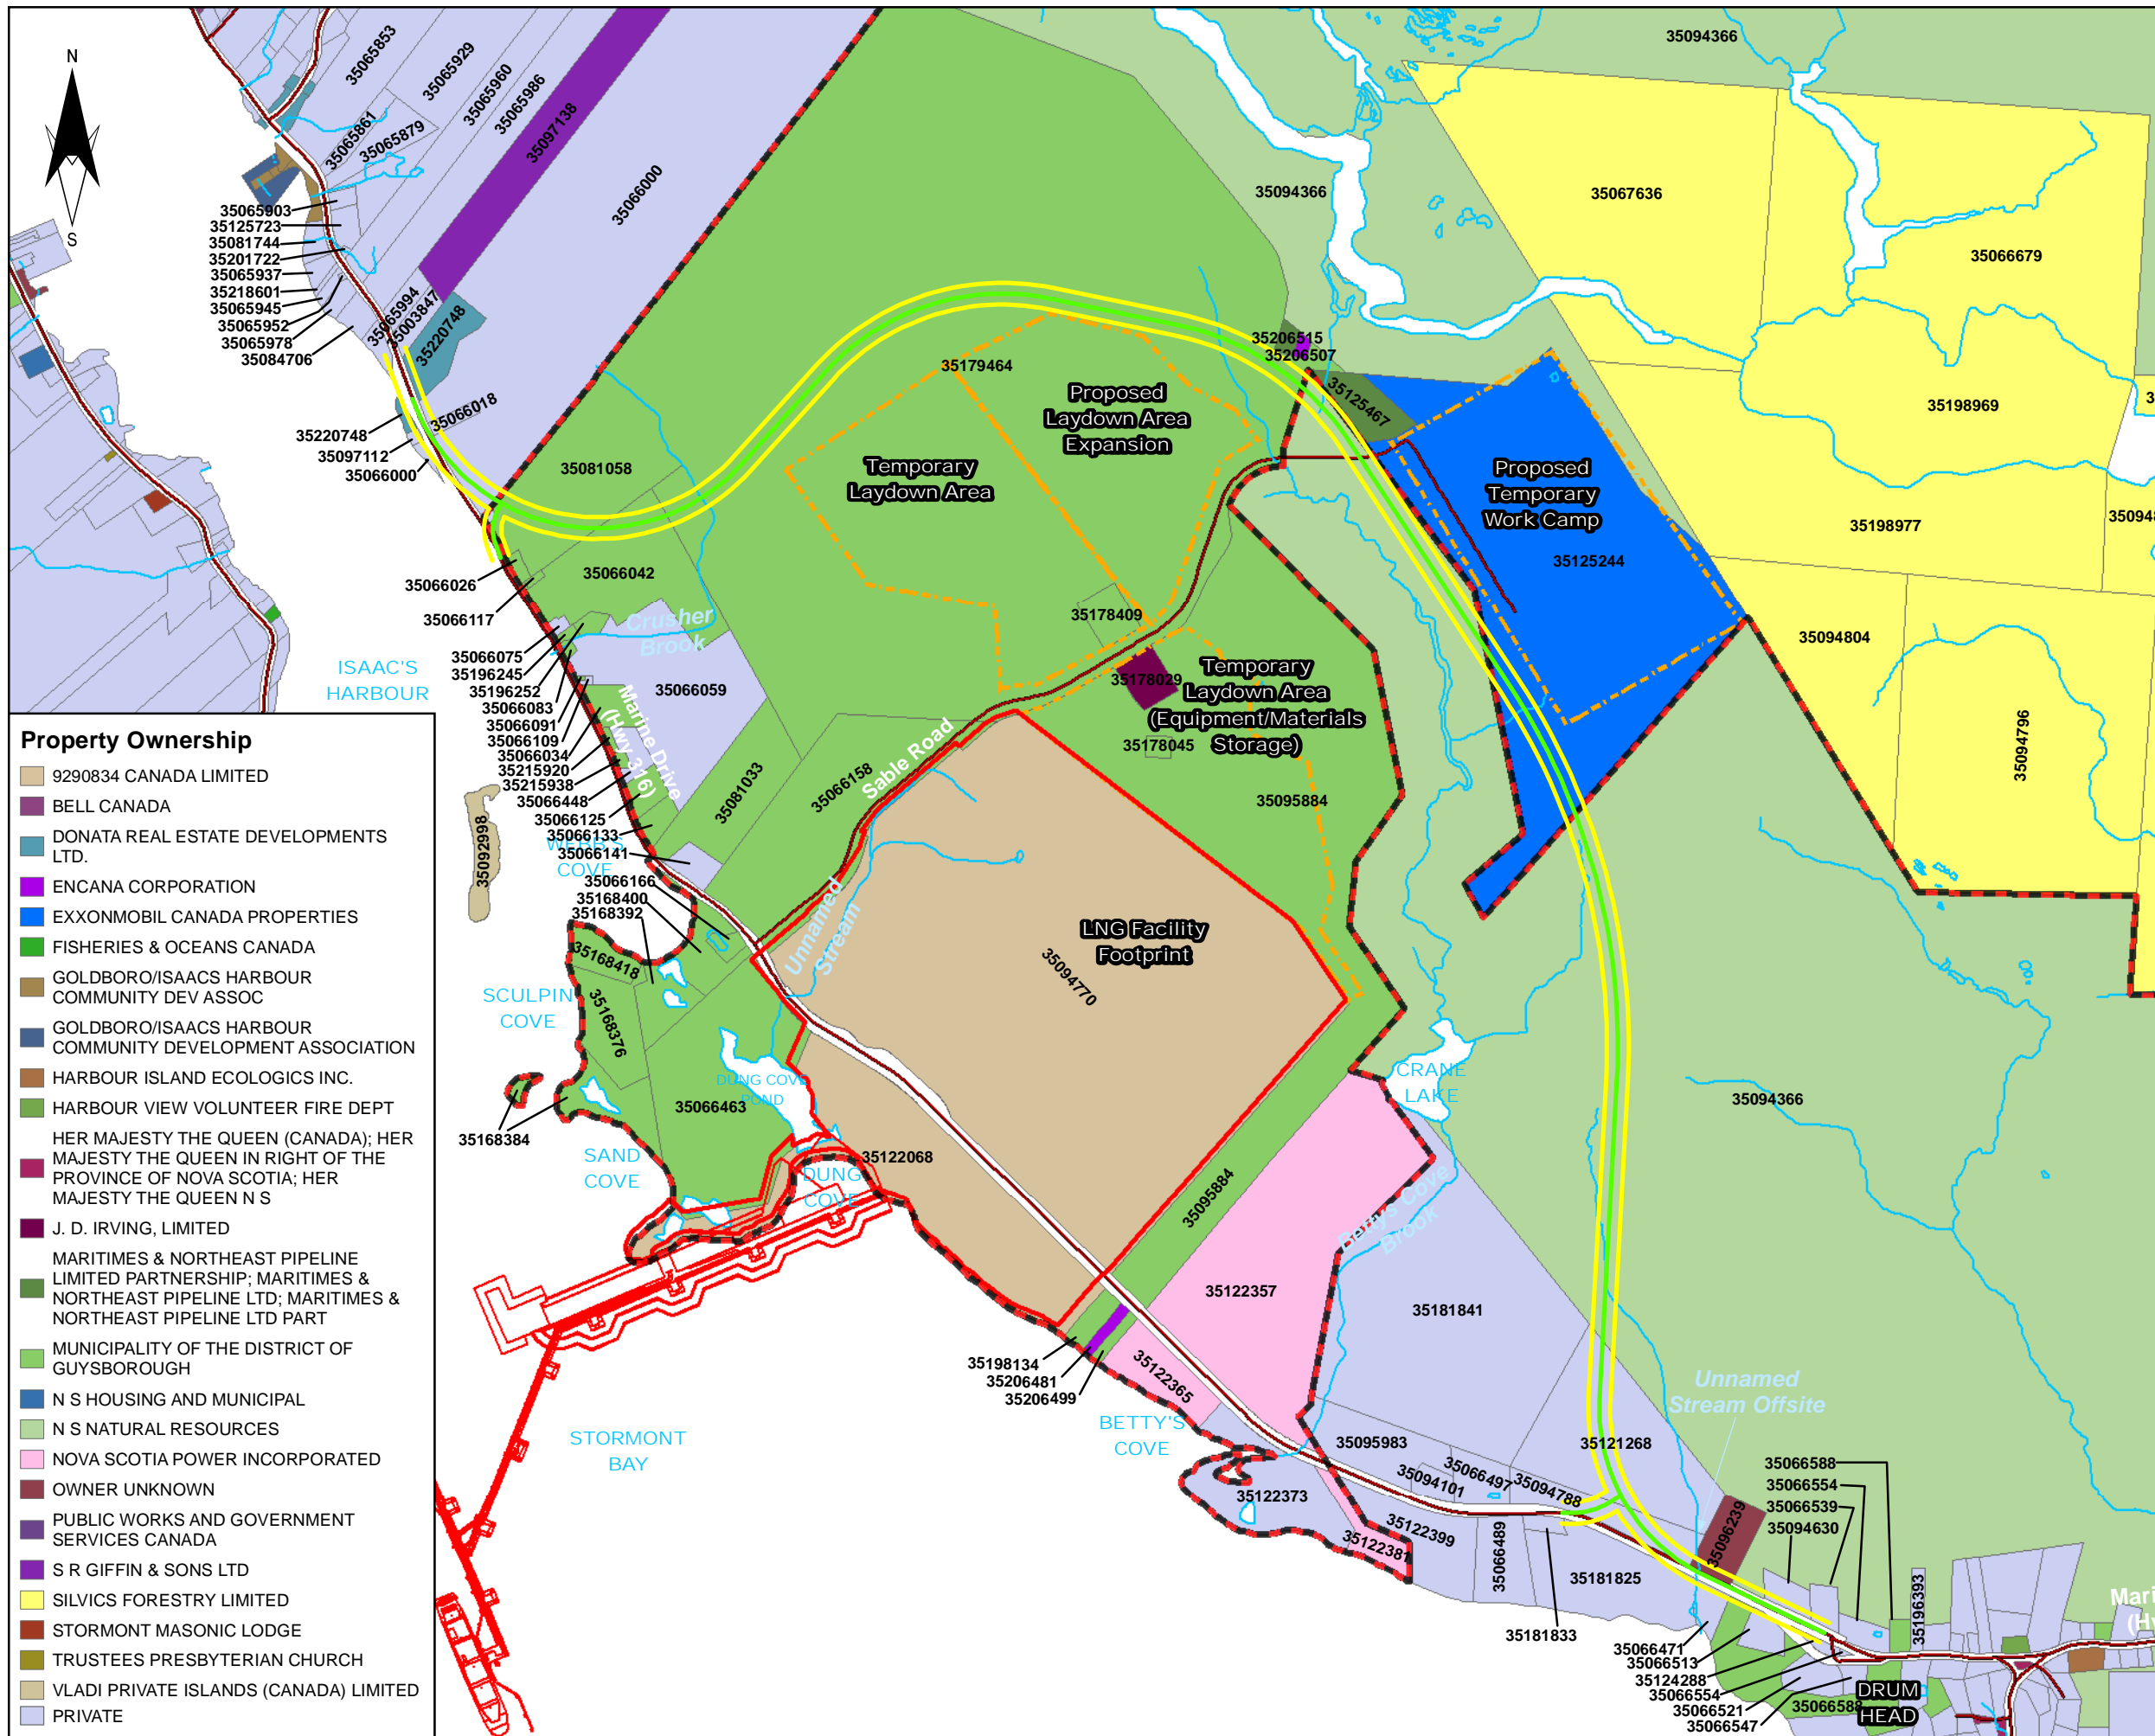 N
S
35065853
35065929
35065960
35065986
35097138
35066000
35065861
35065879
35065903
35125723
35081744
35201722
35065937
35218601
35065945
35065952
35065978
35084706
35065994
35003847
35220748
35220748
35097112
35066000
35066018
35094366
35094366
35067636
35066679
35198969
35198977
35094804
35094796
35094366
35206515
35206507
35125467
35179464
Proposed
Laydown Area
Expansion
Temporary
Laydown Area
Proposed
Temporary
Work Camp
35125244
35081058
35066042
35066026
35066117
Crusher
Brook
35066075
35196245
35196252
35066083
35066091
35066109
35066034
35215920
35215938
35066448
35066125
35066133
35066141
35066166
35168400
35168392
35066059
Marine Drive
(Hwy 316)
ISAAC'S
HARBOUR
WEBB'S
COVE
35092998
35081033
35066158
Sable Road
35178409
35178029
35178045
Temporary
Laydown Area
(Equipment/Materials
Storage)
35095884
LNG Facility
Footprint
35094770
Unnamed
Stream
35168418
35168376
SCULPIN
COVE
35168384
SAND
COVE
35066463
DUNG COVE
POND
35122068
DUNG
COVE
CRANE
LAKE
35095884
Betty's Cove
Brook
35122357
35181841
35198134
35206481
35206499
35122365
BETTY'S
COVE
STORMONT
BAY
35095983
35094101
35066497
35094788
35121268
Unnamed
Stream Offsite
35122373
35122381
35122399
35066489
35181825
35181833
35096239
35066588
35066554
35066539
35094630
35196393
35066471
35066513
35124288
35066554
35066521
35066547
35066588
DRUM
HEAD
Property Ownership
9290834 CANADA LIMITED
BELL CANADA
DONATA REAL ESTATE DEVELOPMENTS
LTD.
ENCANA CORPORATION
EXXONMOBIL CANADA PROPERTIES
FISHERIES & OCEANS CANADA
GOLDBORO/ISAACS HARBOUR
COMMUNITY DEV ASSOC
GOLDBORO/ISAACS HARBOUR
COMMUNITY DEVELOPMENT ASSOCIATION
HARBOUR ISLAND ECOLOGICS INC.
HARBOUR VIEW VOLUNTEER FIRE DEPT
HER MAJESTY THE QUEEN (CANADA); HER
MAJESTY THE QUEEN IN RIGHT OF THE
PROVINCE OF NOVA SCOTIA; HER
MAJESTY THE QUEEN N S
J. D. IRVING, LIMITED
MARITIMES & NORTHEAST PIPELINE
LIMITED PARTNERSHIP; MARITIMES &
NORTHEAST PIPELINE LTD; MARITIMES &
NORTHEAST PIPELINE LTD PART
MUNICIPALITY OF THE DISTRICT OF
GUYSBOROUGH
N S HOUSING AND MUNICIPAL
N S NATURAL RESOURCES
NOVA SCOTIA POWER INCORPORATED
OWNER UNKNOWN
PUBLIC WORKS AND GOVERNMENT
SERVICES CANADA
S R GIFFIN & SONS LTD
SILVICS FORESTRY LIMITED
STORMONT MASONIC LODGE
TRUSTEES PRESBYTERIAN CHURCH
VLADI PRIVATE ISLANDS (CANADA) LIMITED
PRIVATE